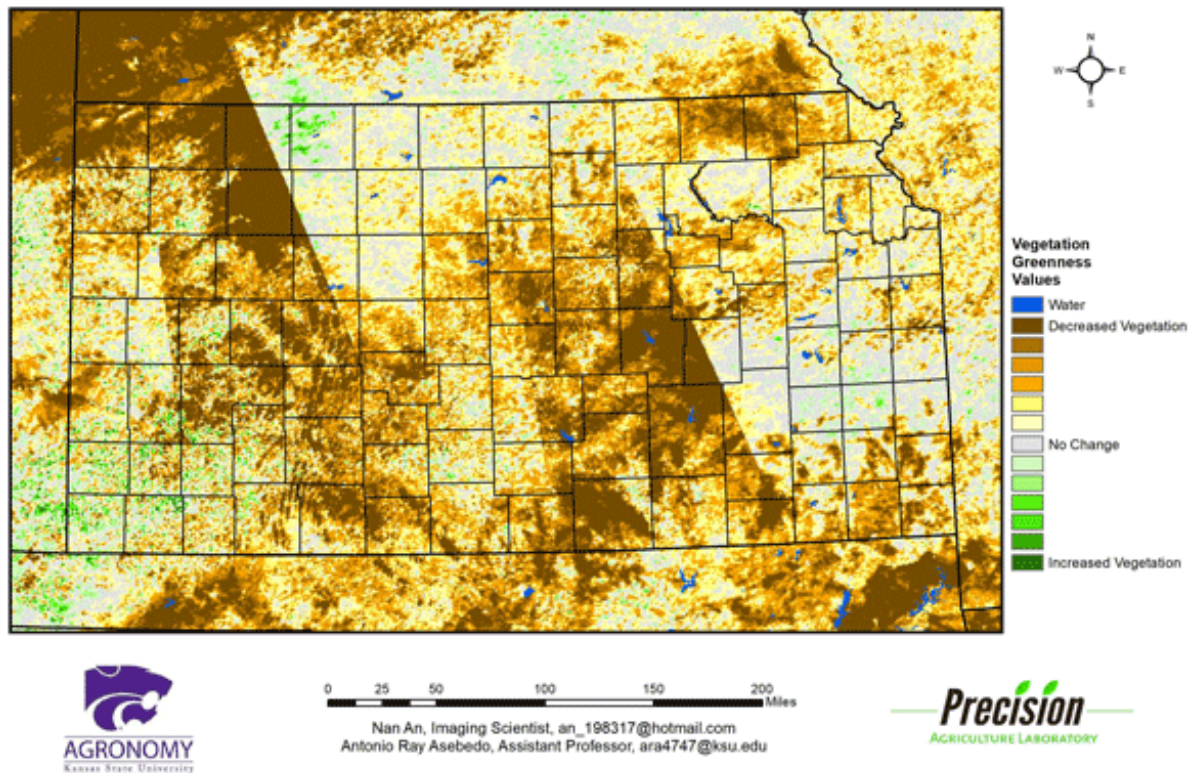 N
W
E
S
Vegetation
Greenness
Values
Water
Decreased Vegetation
No Change
Increased Vegetation
0 25 50 100 150 200
Miles
Nan An, Imaging Scientist, an_198317@hotmail.com
Antonio Ray Asebedo, Assistant Professor, ara4747@ksu.edu
AGRONOMY
Kansas State University
Precision
AGRICULTURE LABORATORY